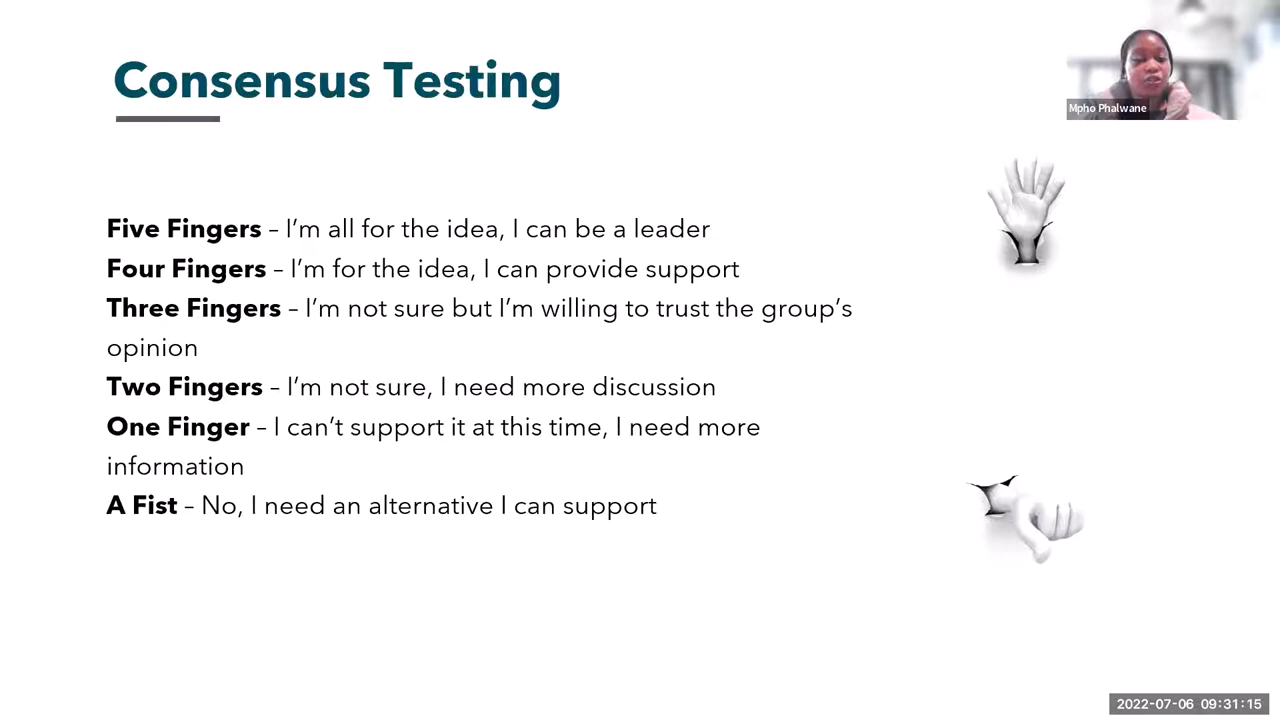 Consensus Testing
Mpho Phalwane
Five Fingers – I’m all for the idea, I can be a leader
Four Fingers – I’m for the idea, I can provide support
Three Fingers – I’m not sure but I’m willing to trust the group’s
opinion
Two Fingers – I’m not sure, I need more discussion
One Finger – I can’t support it at this time, I need more
information
A Fist – No, I need an alternative I can support
2022-07-06 09:31:15